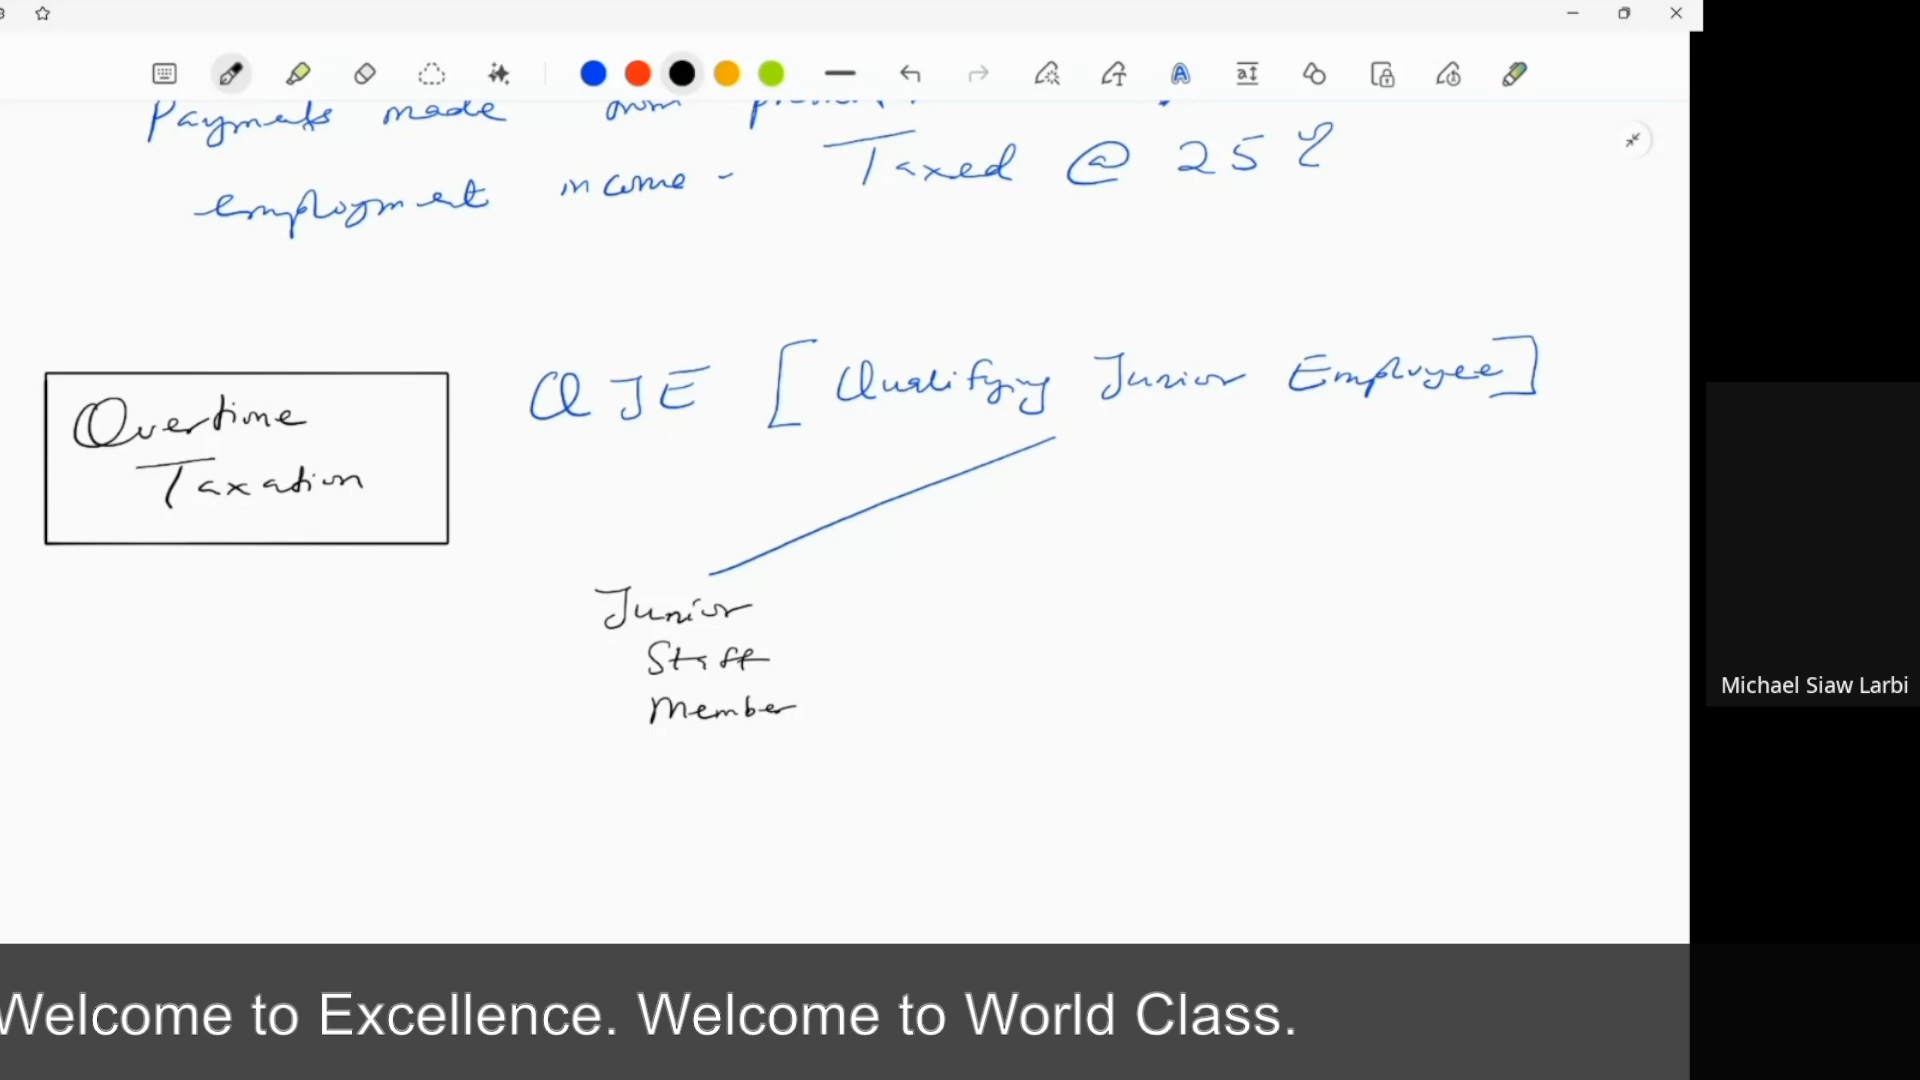 Payments made
Taxed @ 25%
employment income -
QJE [Qualifying Junior Employee]
Overtime
Taxation
Junior
Staff
Member
Michael Siaw Larbi
Welcome to Excellence. Welcome to World Class.